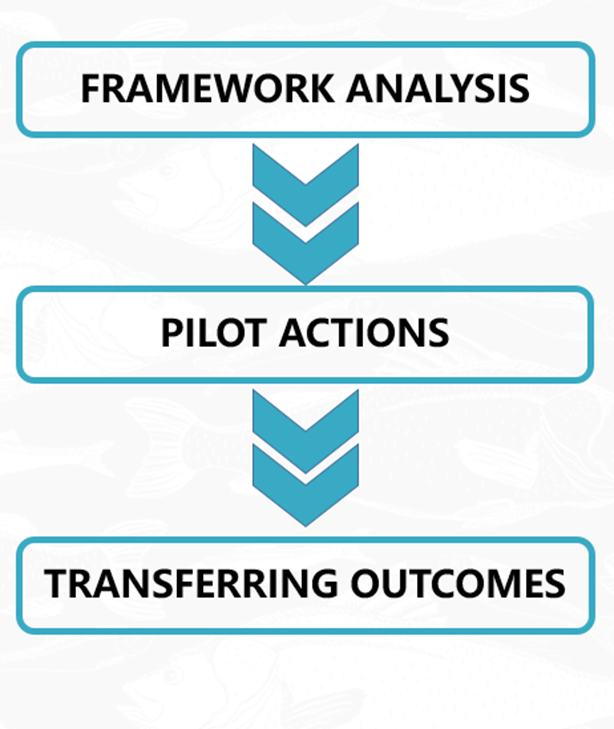 FRAMEWORK ANALYSIS
PILOT ACTIONS
TRANSFERRING OUTCOMES